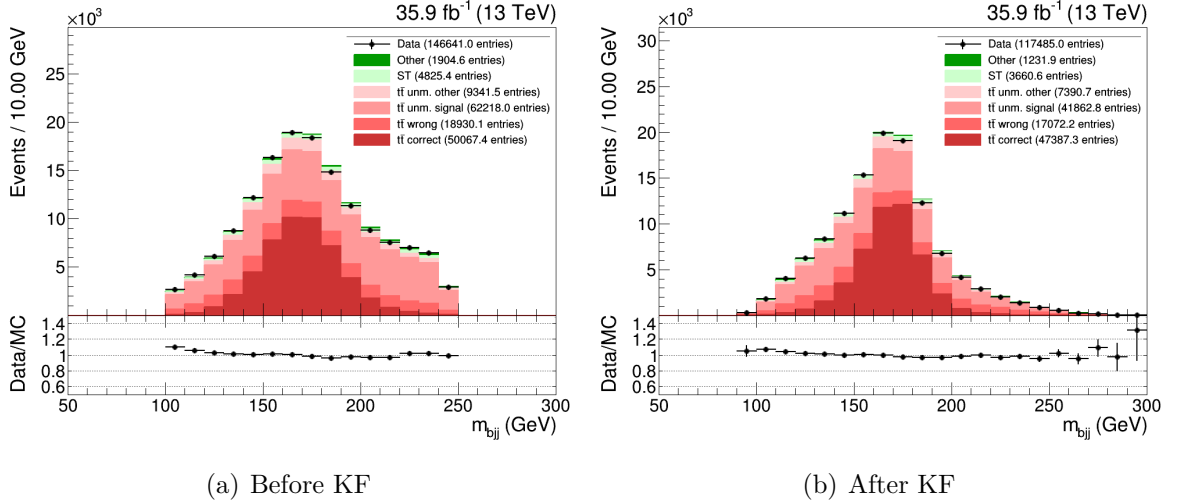 ×10³ 35.9 fb⁻¹ (13 TeV)
Events / 10.00 GeV
25
20
15
10
5
Data (146641.0 entries)
Other (1904.6 entries)
ST (4825.4 entries)
tt̄ unm. other (9341.5 entries)
tt̄ unm. signal (62218.0 entries)
tt̄ wrong (18930.1 entries)
tt̄ correct (50067.4 entries)
Data/MC
1.4
1.2
1
0.8
0.6
50 100 150 200 250 300
m_bjj (GeV)
(a) Before KF
×10³ 35.9 fb⁻¹ (13 TeV)
Events / 10.00 GeV
30
25
20
15
10
5
Data (117485.0 entries)
Other (1231.9 entries)
ST (3660.6 entries)
tt̄ unm. other (7390.7 entries)
tt̄ unm. signal (41862.8 entries)
tt̄ wrong (17072.2 entries)
tt̄ correct (47387.3 entries)
Data/MC
1.4
1.2
1
0.8
0.6
50 100 150 200 250 300
m_bjj (GeV)
(b) After KF